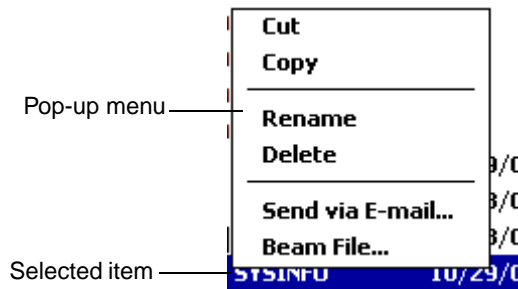 Cut
Copy
Pop-up menu
Rename
Delete
Send via E-mail...
Beam File...
Selected item
SYSINFO 10/29/0